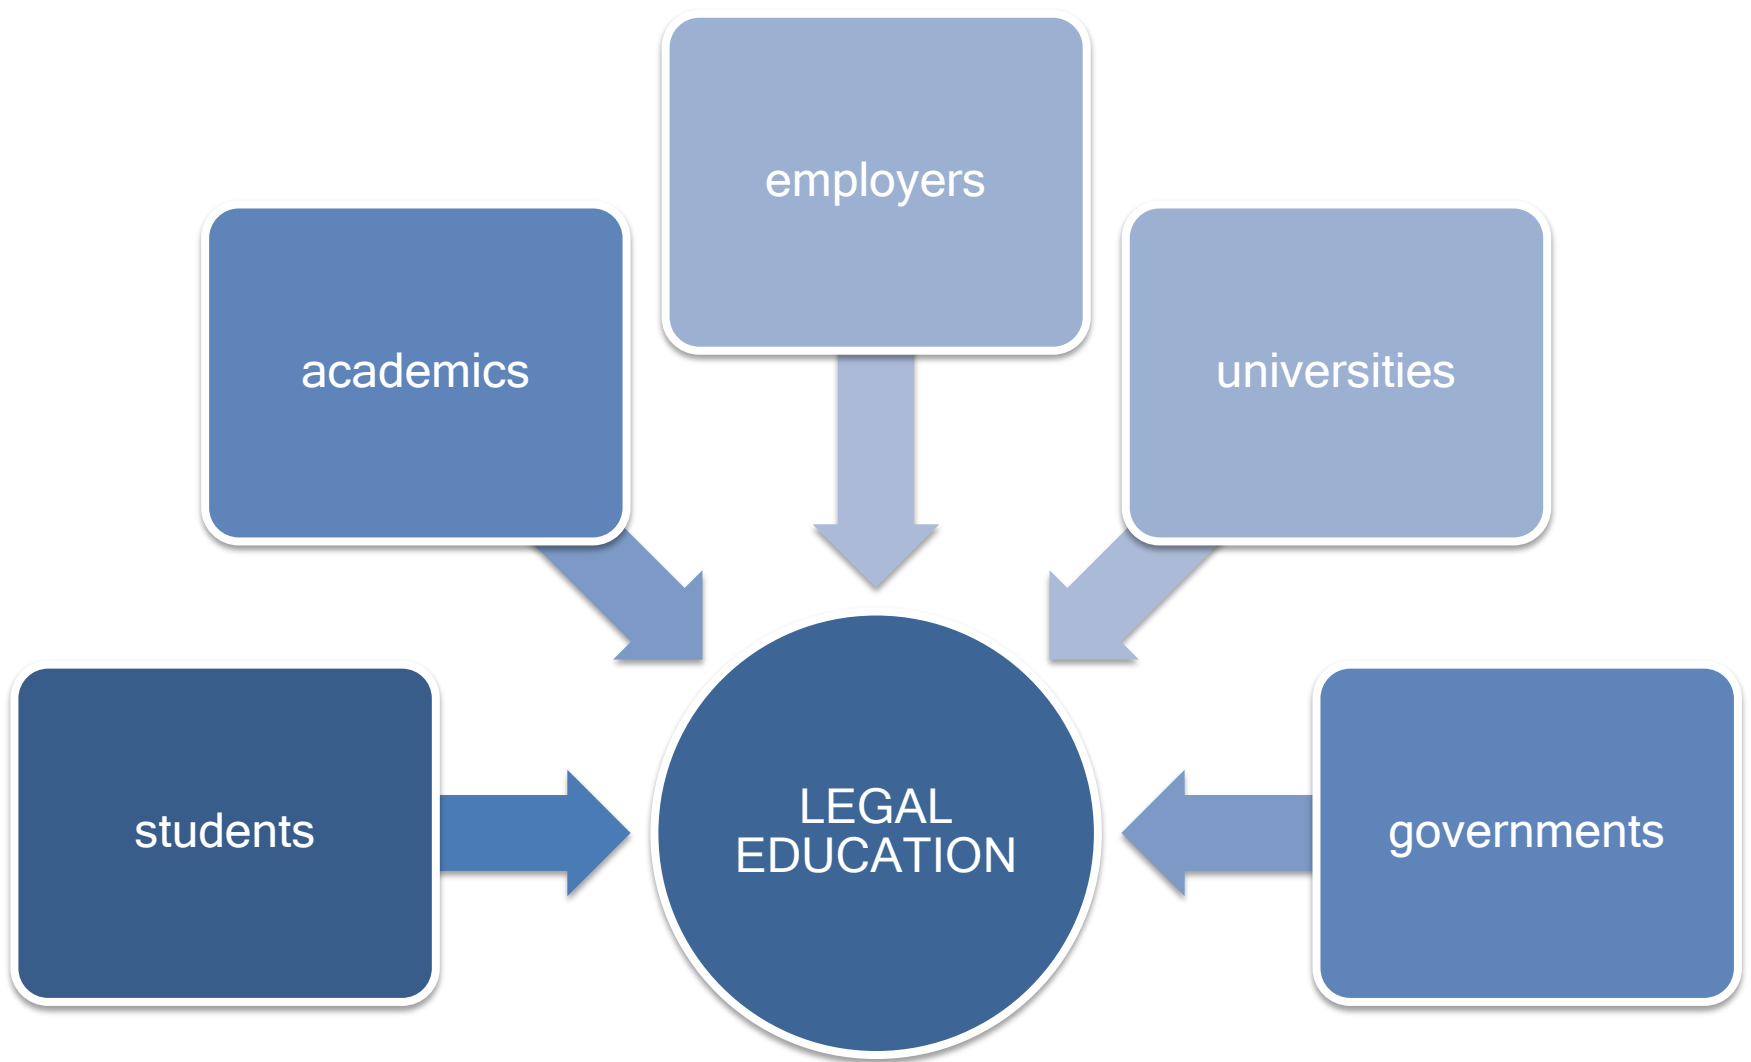 employers
academics
universities
students
LEGAL
EDUCATION
governments